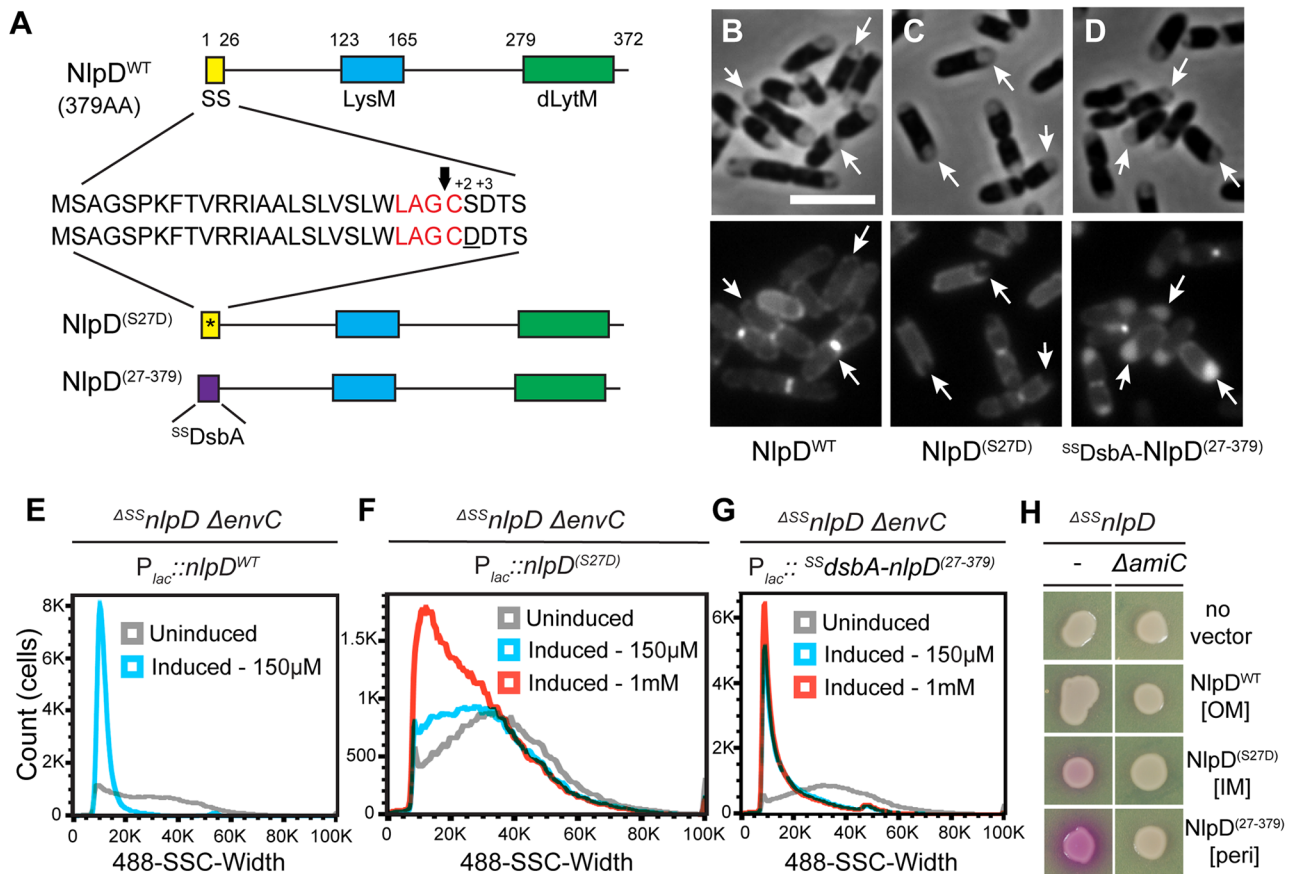 A
1 26 123 165 279 372
NlpD^WT
(379AA)
SS LysM dLytM
+2 +3
MSAGSPKFTVRRIAALSLVSLWLAGCSDTS
MSAGSPKFTVRRIAALSLVSLWLAGCDDTS
NlpD^(S27D)
*
NlpD^(27-379)
^SSDsbA
B C D
NlpD^WT NlpD^(S27D) ^SSDsbA-NlpD^(27-379)
E
^ΔSSnlpD ΔenvC
P_lac::nlpD^WT
Uninduced
Induced - 150µM
8K
6K
4K
2K
0
0 20K 40K 60K 80K 100K
Count (cells)
488-SSC-Width
F
^ΔSSnlpD ΔenvC
P_lac::nlpD^(S27D)
Uninduced
Induced - 150µM
Induced - 1mM
1.5K
1K
500
0
0 20K 40K 60K 80K 100K
488-SSC-Width
G
^ΔSSnlpD ΔenvC
P_lac:: ^SSdsbA-nlpD^(27-379)
Uninduced
Induced - 150µM
Induced - 1mM
6K
4K
2K
0
0 20K 40K 60K 80K 100K
488-SSC-Width
H
^ΔSSnlpD
- ΔamiC
no
vector
NlpD^WT
[OM]
NlpD^(S27D)
[IM]
NlpD^(27-379)
[peri]